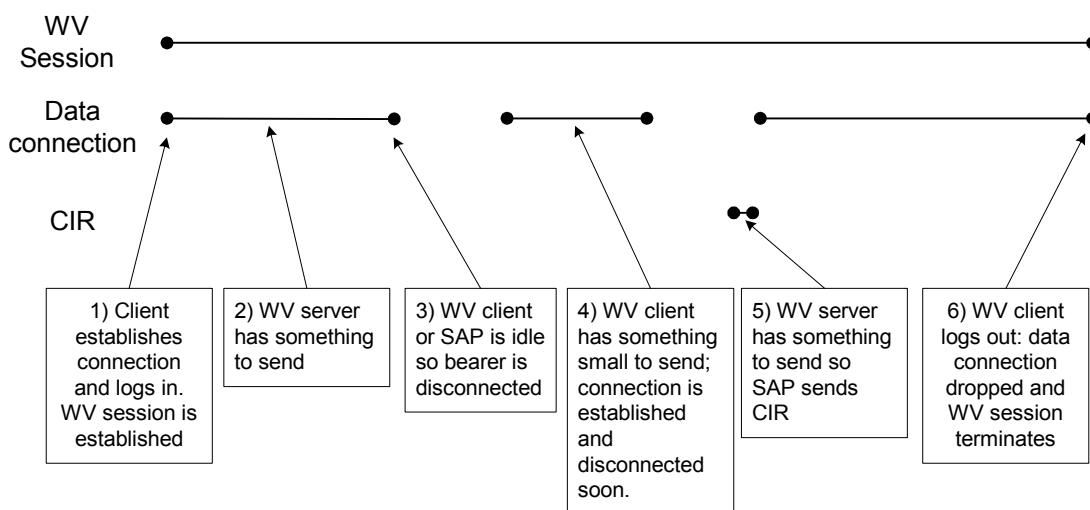 WV
Session
Data
connection
CIR
1) Client
establishes
connection
and logs in.
WV session is
established
2) WV server
has something
to send
3) WV client
or SAP is idle
so bearer is
disconnected
4) WV client
has something
small to send;
connection is
established
and
disconnected
soon.
5) WV server
has something
to send so
SAP sends
CIR
6) WV client
logs out: data
connection
dropped and
WV session
terminates